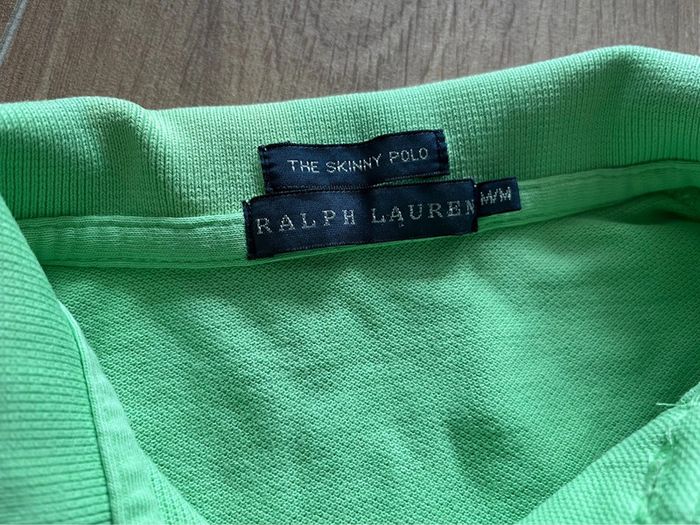 THE SKINNY POLO
RALPH LAUREN
M/M